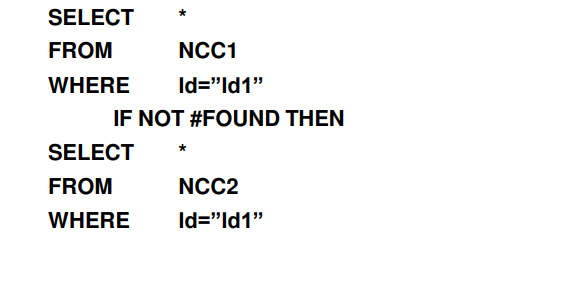 SELECT *
FROM NCC1
WHERE Id=”Id1”
IF NOT #FOUND THEN
SELECT *
FROM NCC2
WHERE Id=”Id1”